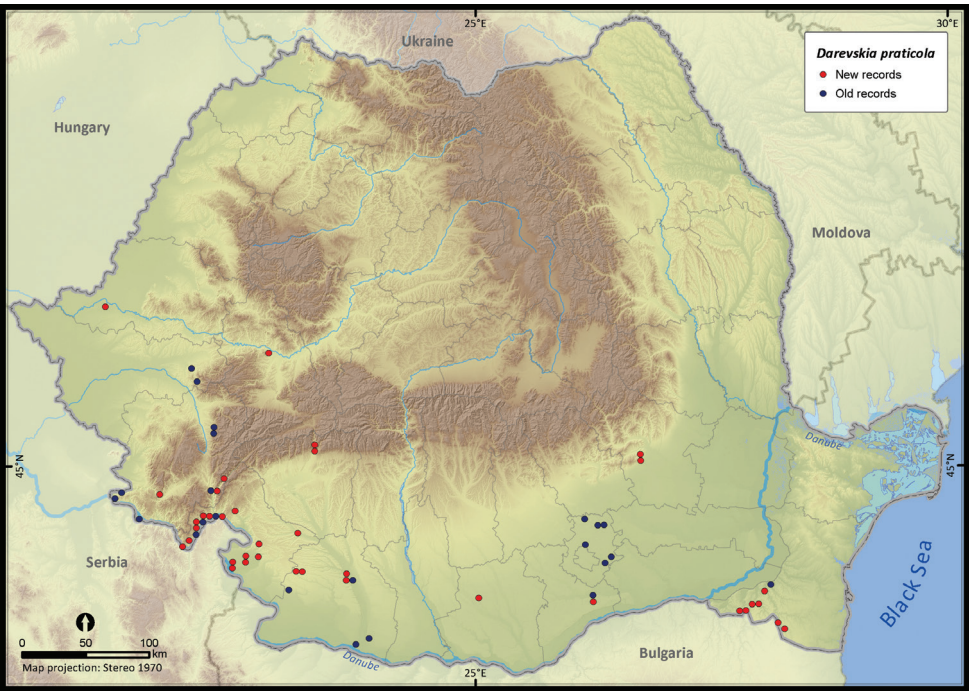 25°E
30°E
Ukraine
Darevskia praticola
New records
Old records
Hungary
Moldova
Danube
45°N
45°N
Serbia
Black Sea
0 50 100
km
Map projection: Stereo 1970
Danube
Bulgaria
25°E